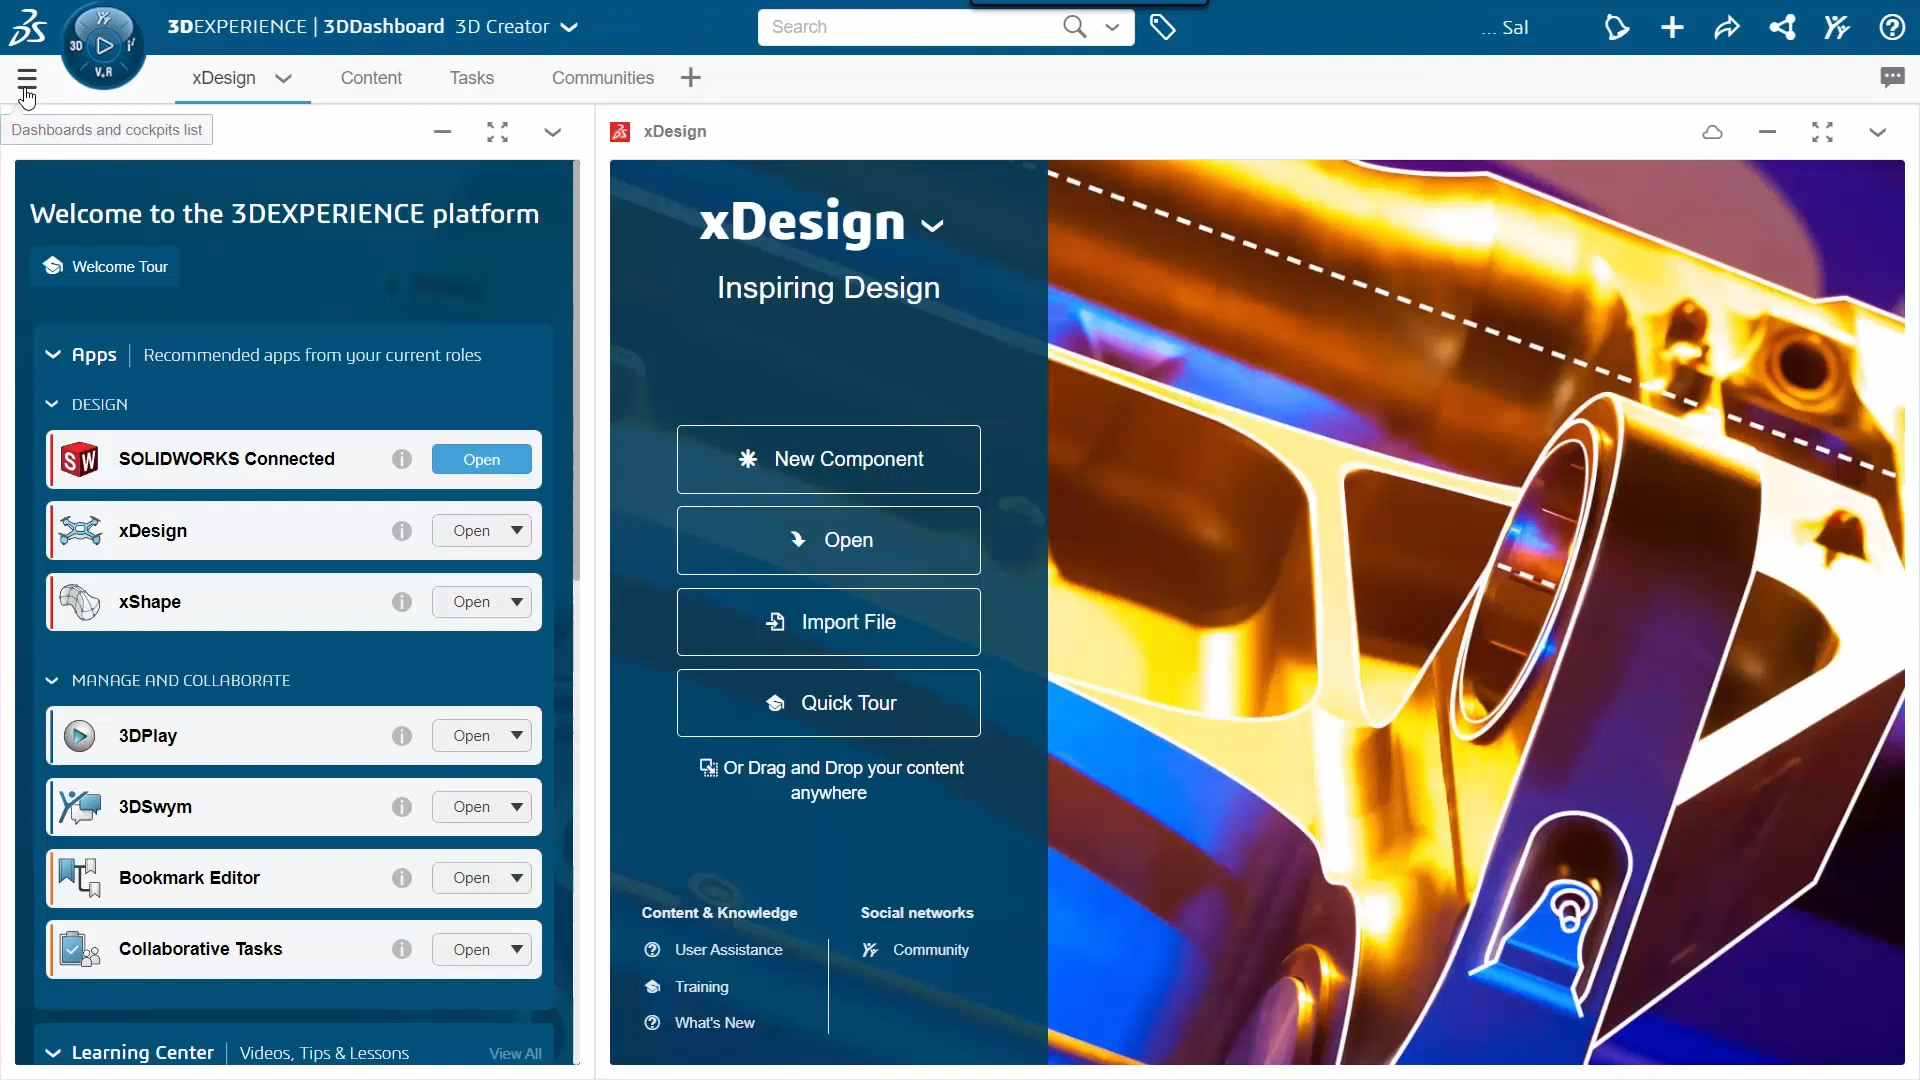 3DEXPERIENCE | 3DDashboard 3D Creator
Search
... Sal
3D
V.R
xDesign
Content
Tasks
Communities
Dashboards and cockpits list
xDesign
Welcome to the 3DEXPERIENCE platform
Welcome Tour
Apps | Recommended apps from your current roles
DESIGN
SOLIDWORKS Connected
Open
xDesign
Open
xShape
Open
MANAGE AND COLLABORATE
3DPlay
Open
3DSwym
Open
Bookmark Editor
Open
Collaborative Tasks
Open
Learning Center | Videos, Tips & Lessons
View All
xDesign
Inspiring Design
New Component
Open
Import File
Quick Tour
Or Drag and Drop your content
anywhere
Content & Knowledge
User Assistance
Training
What's New
Social networks
Community